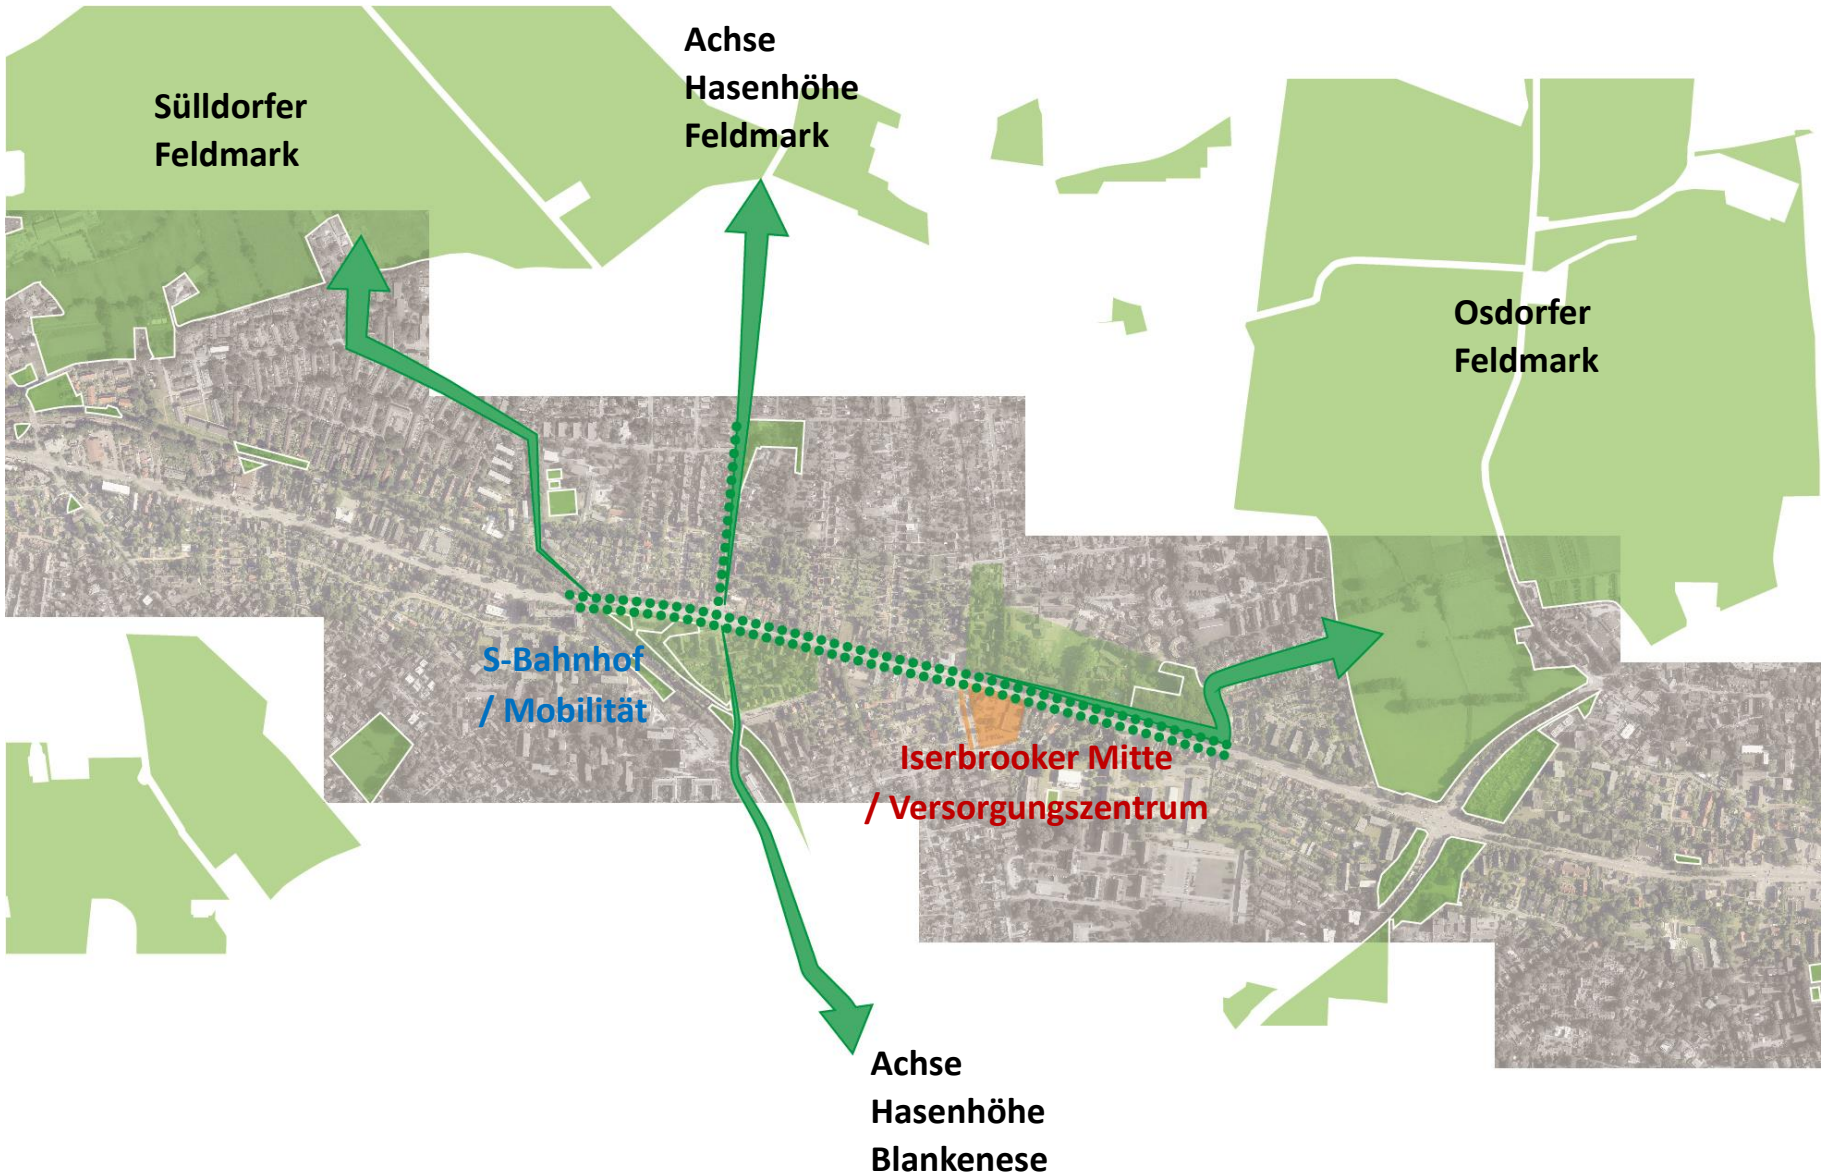 Achse
Hasenhöhe
Feldmark
Sülldorfer
Feldmark
Osdorfer
Feldmark
S-Bahnhof
/ Mobilität
Iserbrooker Mitte
/ Versorgungszentrum
Achse
Hasenhöhe
Blankenese